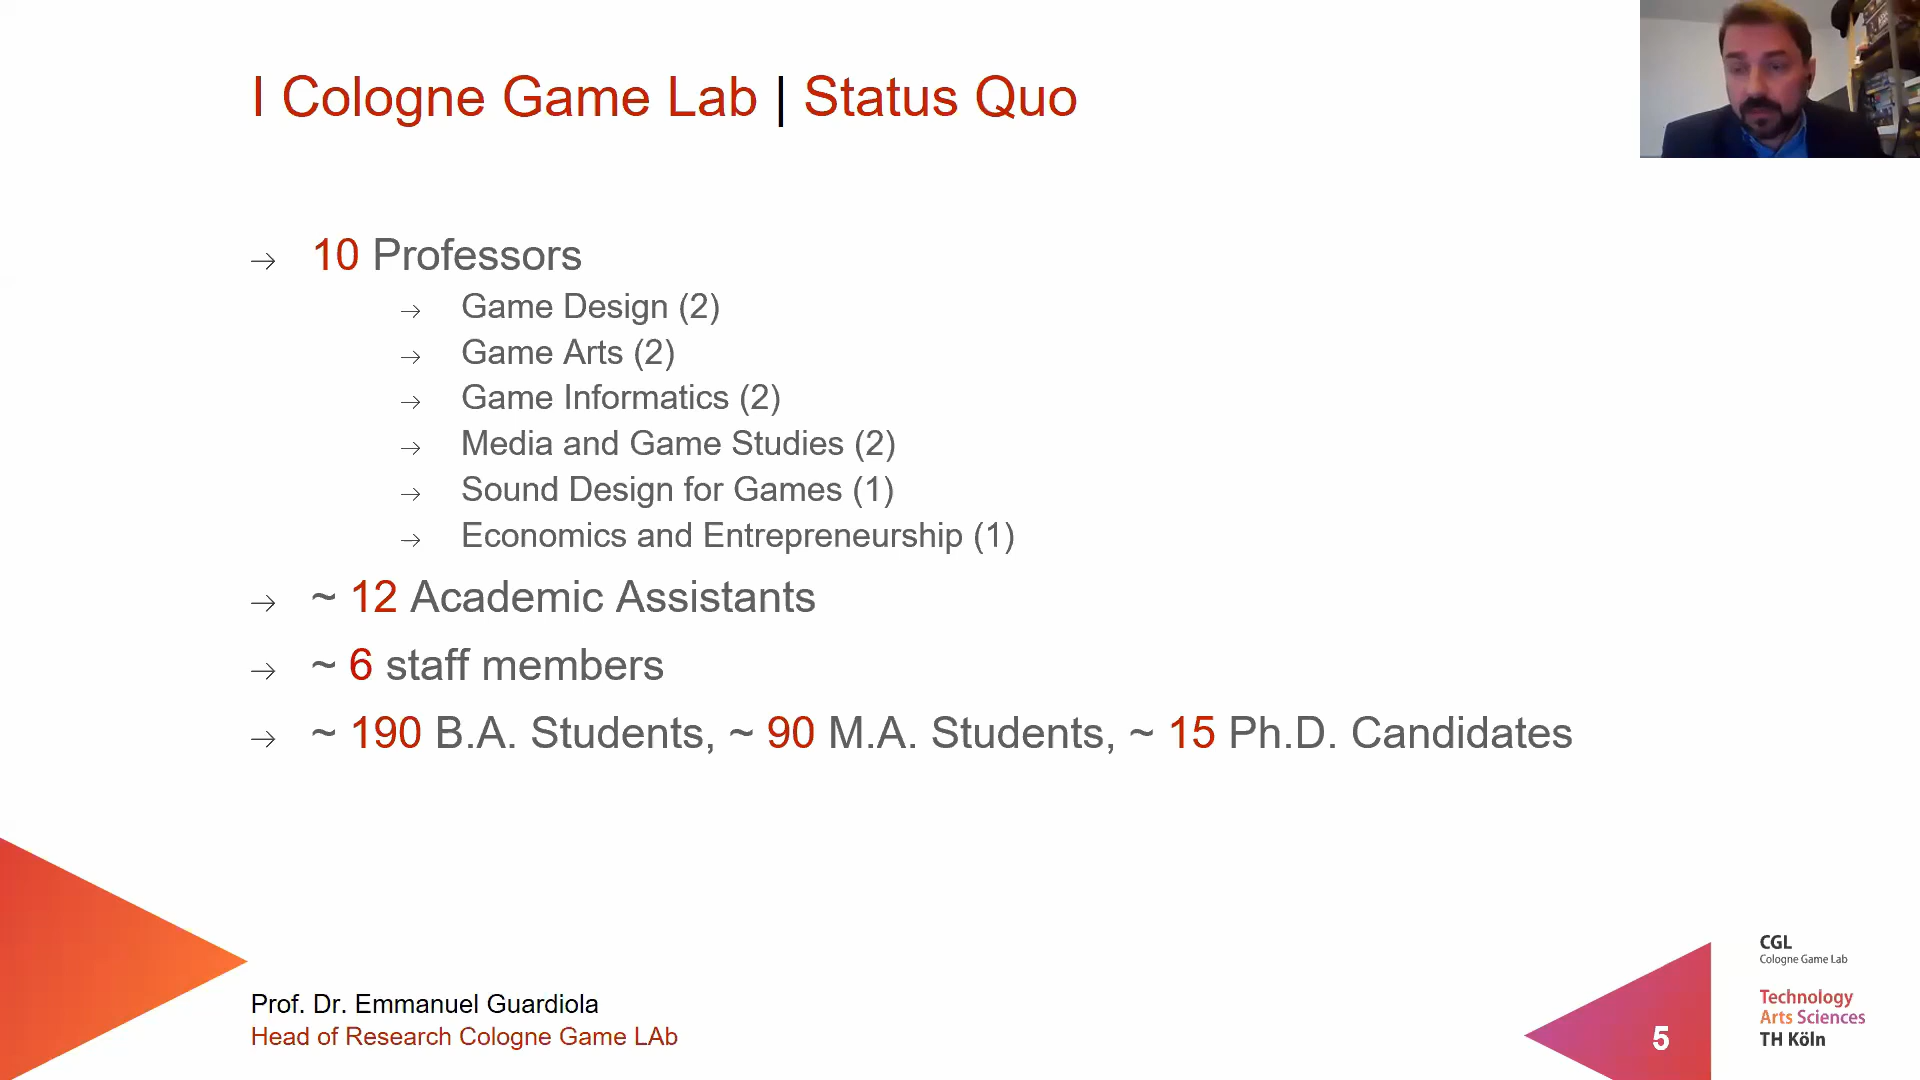 I Cologne Game Lab | Status Quo
→ 10 Professors
→ Game Design (2)
→ Game Arts (2)
→ Game Informatics (2)
→ Media and Game Studies (2)
→ Sound Design for Games (1)
→ Economics and Entrepreneurship (1)
→ ~ 12 Academic Assistants
→ ~ 6 staff members
→ ~ 190 B.A. Students, ~ 90 M.A. Students, ~ 15 Ph.D. Candidates
Prof. Dr. Emmanuel Guardiola
Head of Research Cologne Game LAb
5
CGL
Cologne Game Lab
Technology
Arts Sciences
TH Köln